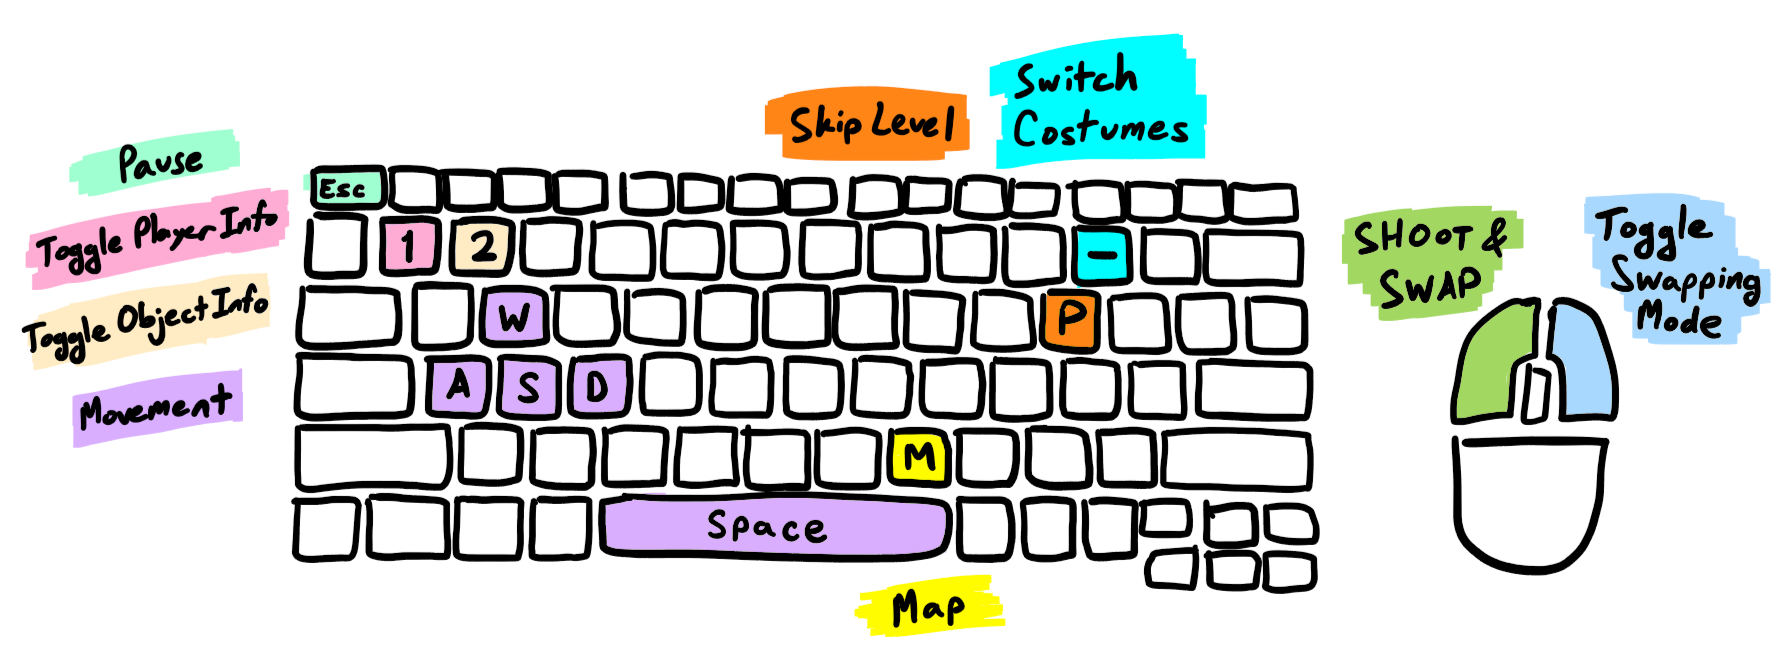 Switch
Costumes
Skip Level
Pause
Toggle Player Info
Toggle Object Info
Movement
Esc
1 2 -
W P
A S D
M
Space
Map
SHOOT &
SWAP
Toggle
Swapping
Mode